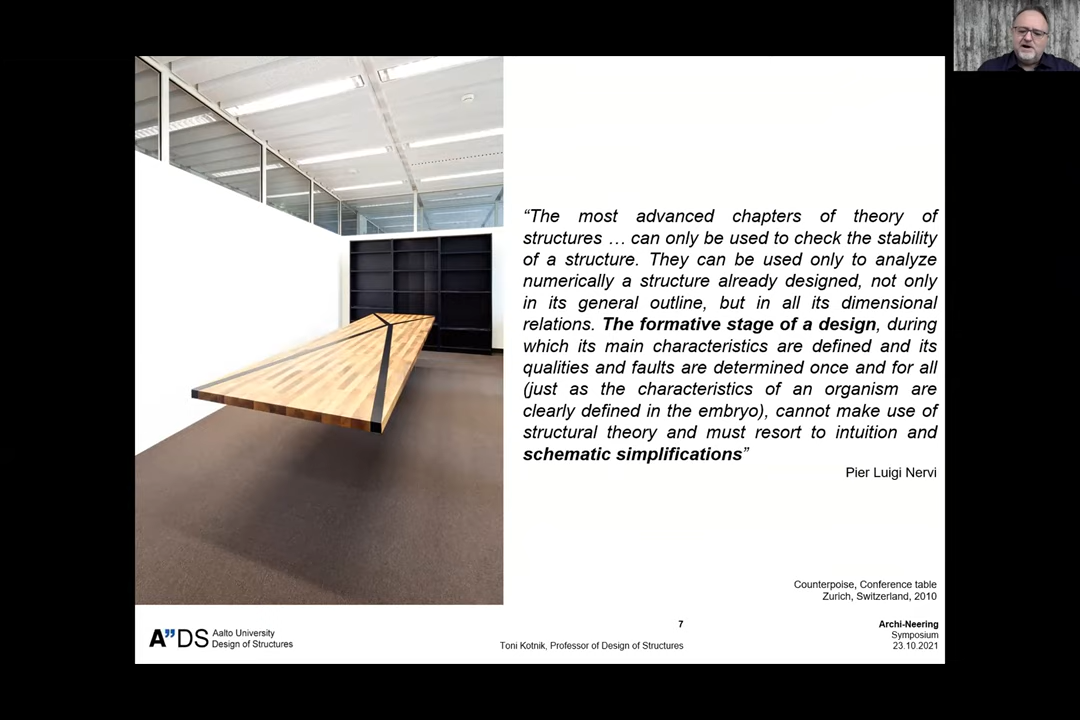 “The most advanced chapters of theory of
structures … can only be used to check the stability
of a structure. They can be used only to analyze
numerically a structure already designed, not only
in its general outline, but in all its dimensional
relations. The formative stage of a design, during
which its main characteristics are defined and its
qualities and faults are determined once and for all
(just as the characteristics of an organism are
clearly defined in the embryo), cannot make use of
structural theory and must resort to intuition and
schematic simplifications”
Pier Luigi Nervi
Counterpoise, Conference table
Zurich, Switzerland, 2010
A”DS Aalto University
Design of Structures
7
Toni Kotnik, Professor of Design of Structures
Archi-Neering
Symposium
23.10.2021